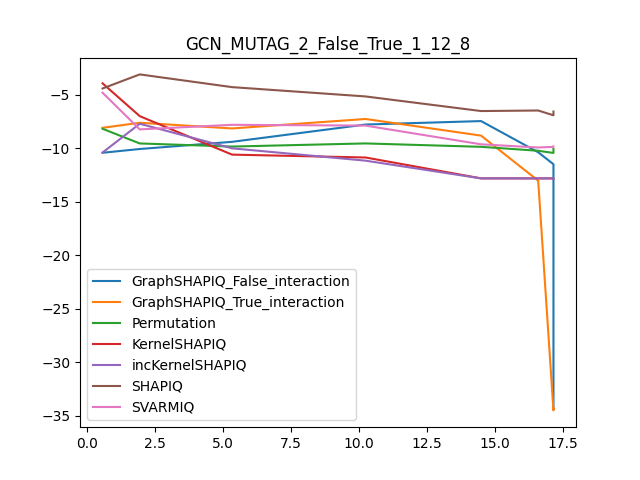 GCN_MUTAG_2_False_True_1_12_8
−5
−10
−15
−20
−25
−30
−35
GraphSHAPIQ_False_interaction
GraphSHAPIQ_True_interaction
Permutation
KernelSHAPIQ
incKernelSHAPIQ
SHAPIQ
SVARMIQ
0.0 2.5 5.0 7.5 10.0 12.5 15.0 17.5